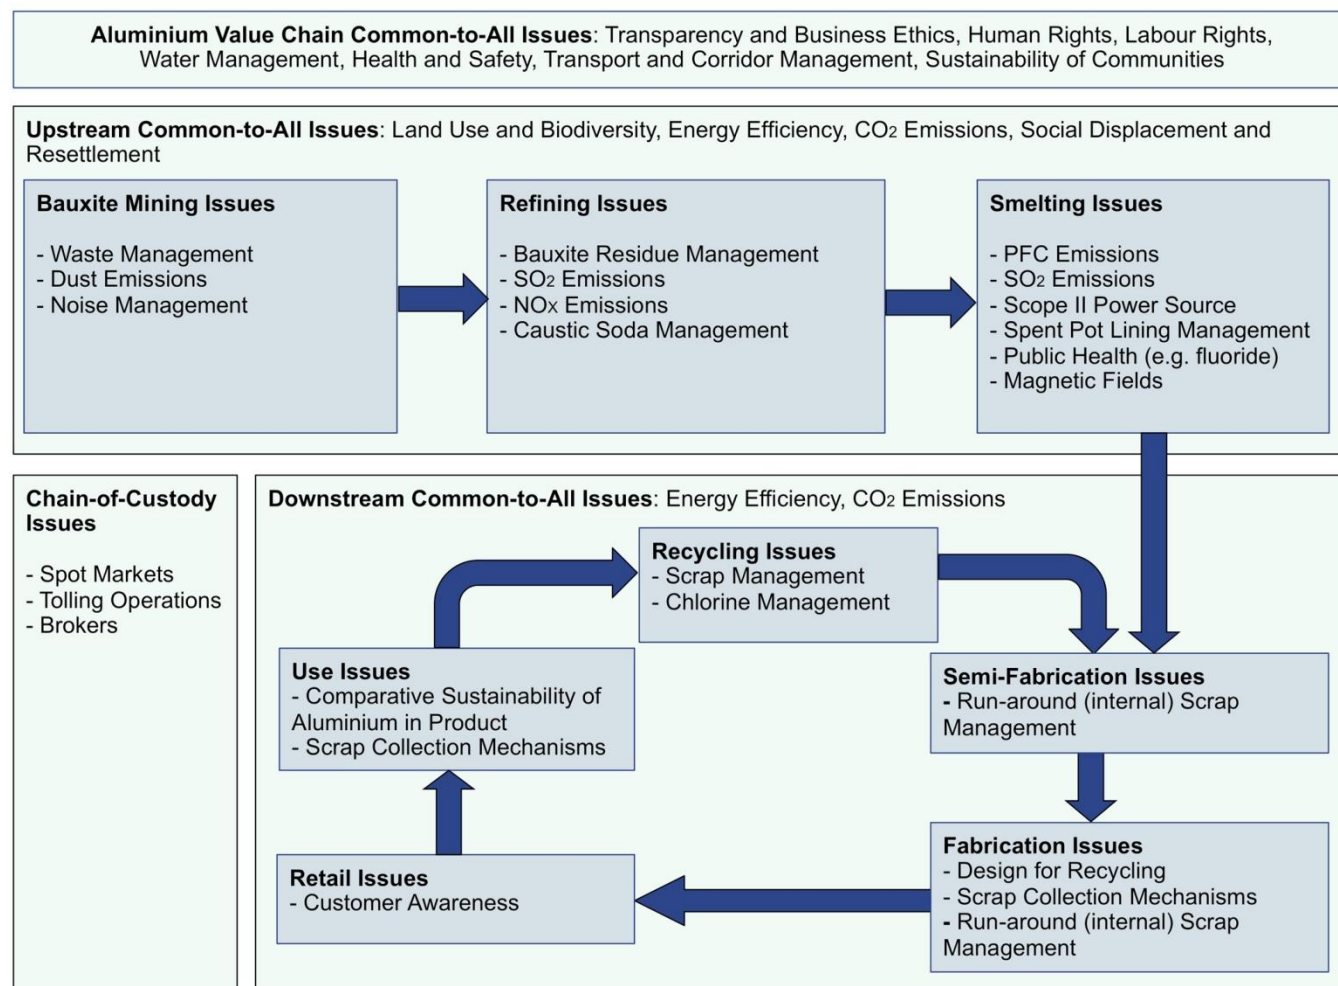 Aluminium Value Chain Common-to-All Issues: Transparency and Business Ethics, Human Rights, Labour Rights,
Water Management, Health and Safety, Transport and Corridor Management, Sustainability of Communities
Upstream Common-to-All Issues: Land Use and Biodiversity, Energy Efficiency, CO₂ Emissions, Social Displacement and
Resettlement
Bauxite Mining Issues
- Waste Management
- Dust Emissions
- Noise Management
Refining Issues
- Bauxite Residue Management
- SO₂ Emissions
- NOx Emissions
- Caustic Soda Management
Smelting Issues
- PFC Emissions
- SO₂ Emissions
- Scope II Power Source
- Spent Pot Lining Management
- Public Health (e.g. fluoride)
- Magnetic Fields
Chain-of-Custody
Issues
- Spot Markets
- Tolling Operations
- Brokers
Downstream Common-to-All Issues: Energy Efficiency, CO₂ Emissions
Recycling Issues
- Scrap Management
- Chlorine Management
Use Issues
- Comparative Sustainability of
Aluminium in Product
- Scrap Collection Mechanisms
Semi-Fabrication Issues
- Run-around (internal) Scrap
Management
Retail Issues
- Customer Awareness
Fabrication Issues
- Design for Recycling
- Scrap Collection Mechanisms
- Run-around (internal) Scrap
Management